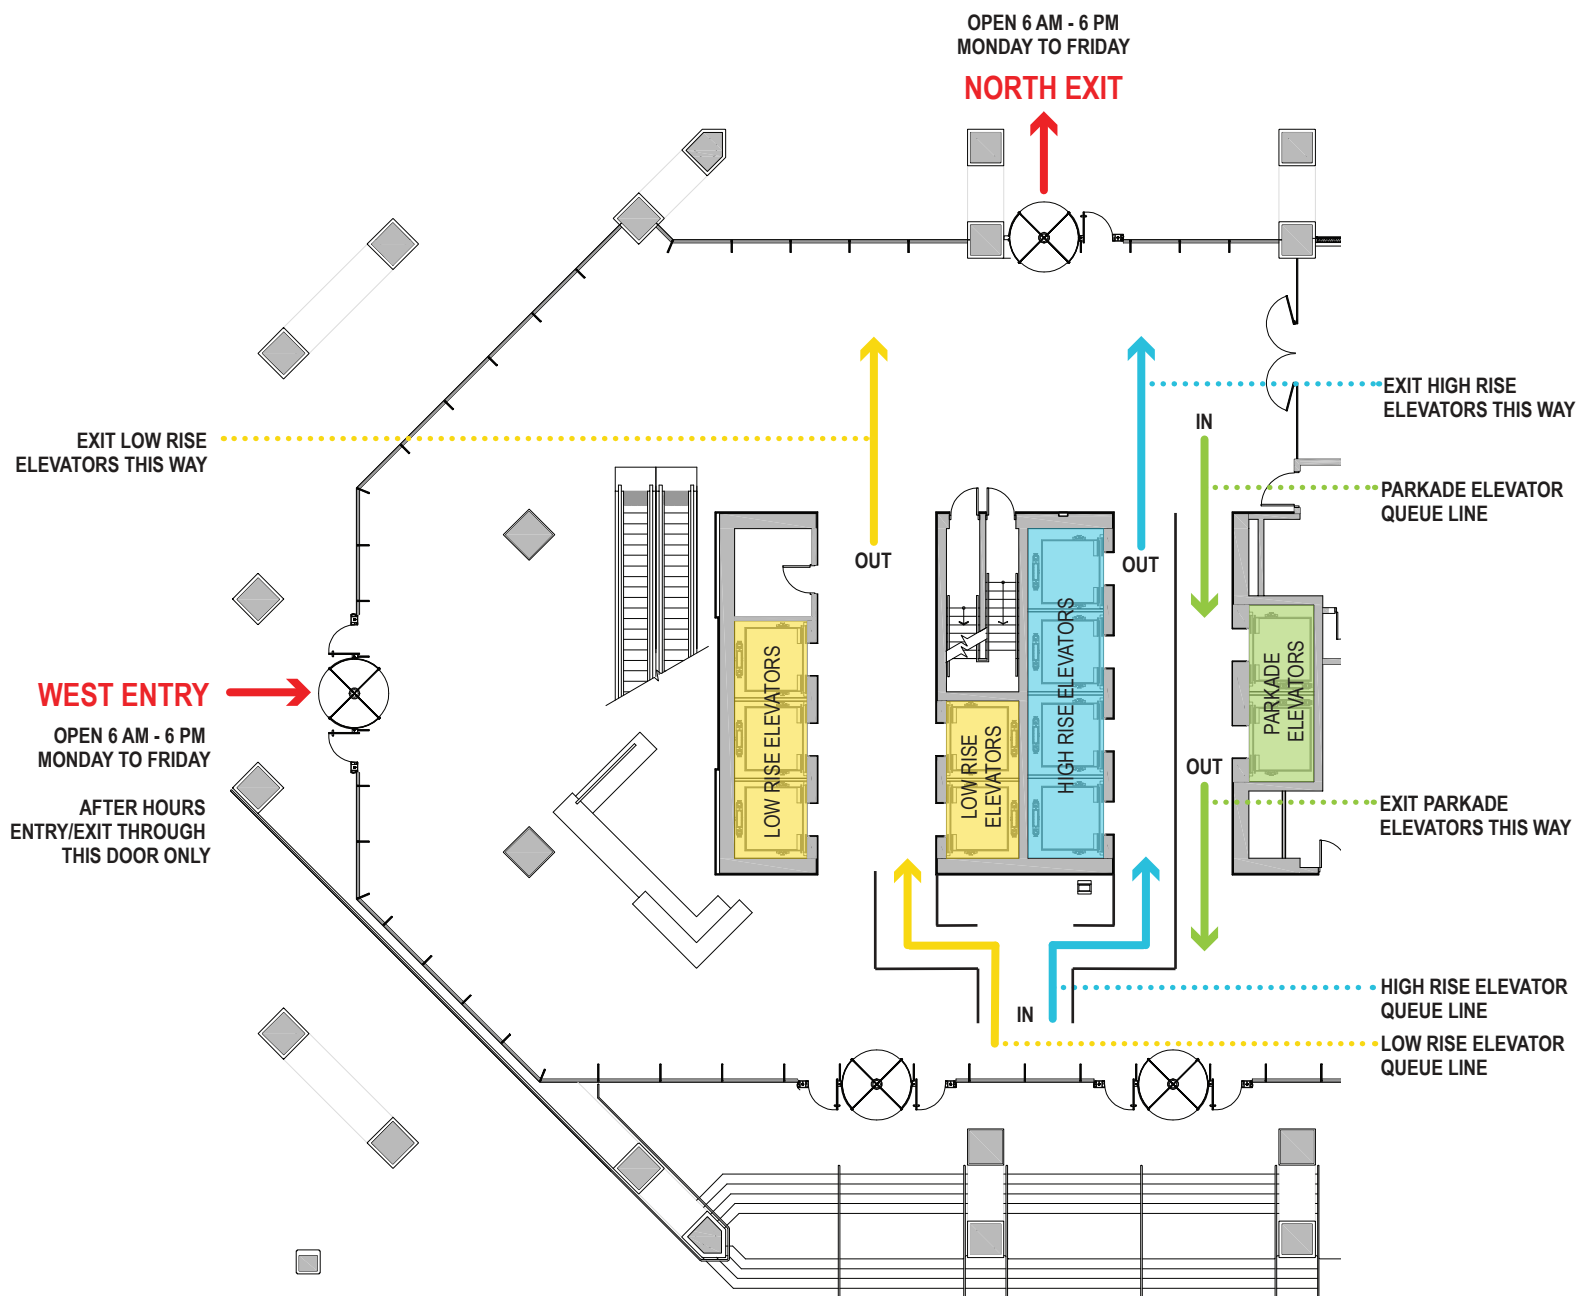 OPEN 6 AM - 6 PM
MONDAY TO FRIDAY
NORTH EXIT
EXIT HIGH RISE
ELEVATORS THIS WAY
IN
EXIT LOW RISE
ELEVATORS THIS WAY
PARKADE ELEVATOR
QUEUE LINE
OUT
OUT
WEST ENTRY
OPEN 6 AM - 6 PM
MONDAY TO FRIDAY
AFTER HOURS
ENTRY/EXIT THROUGH
THIS DOOR ONLY
LOW RISE ELEVATORS
LOW RISE
ELEVATORS
HIGH RISE ELEVATORS
PARKADE
ELEVATORS
OUT
EXIT PARKADE
ELEVATORS THIS WAY
HIGH RISE ELEVATOR
QUEUE LINE
IN
LOW RISE ELEVATOR
QUEUE LINE